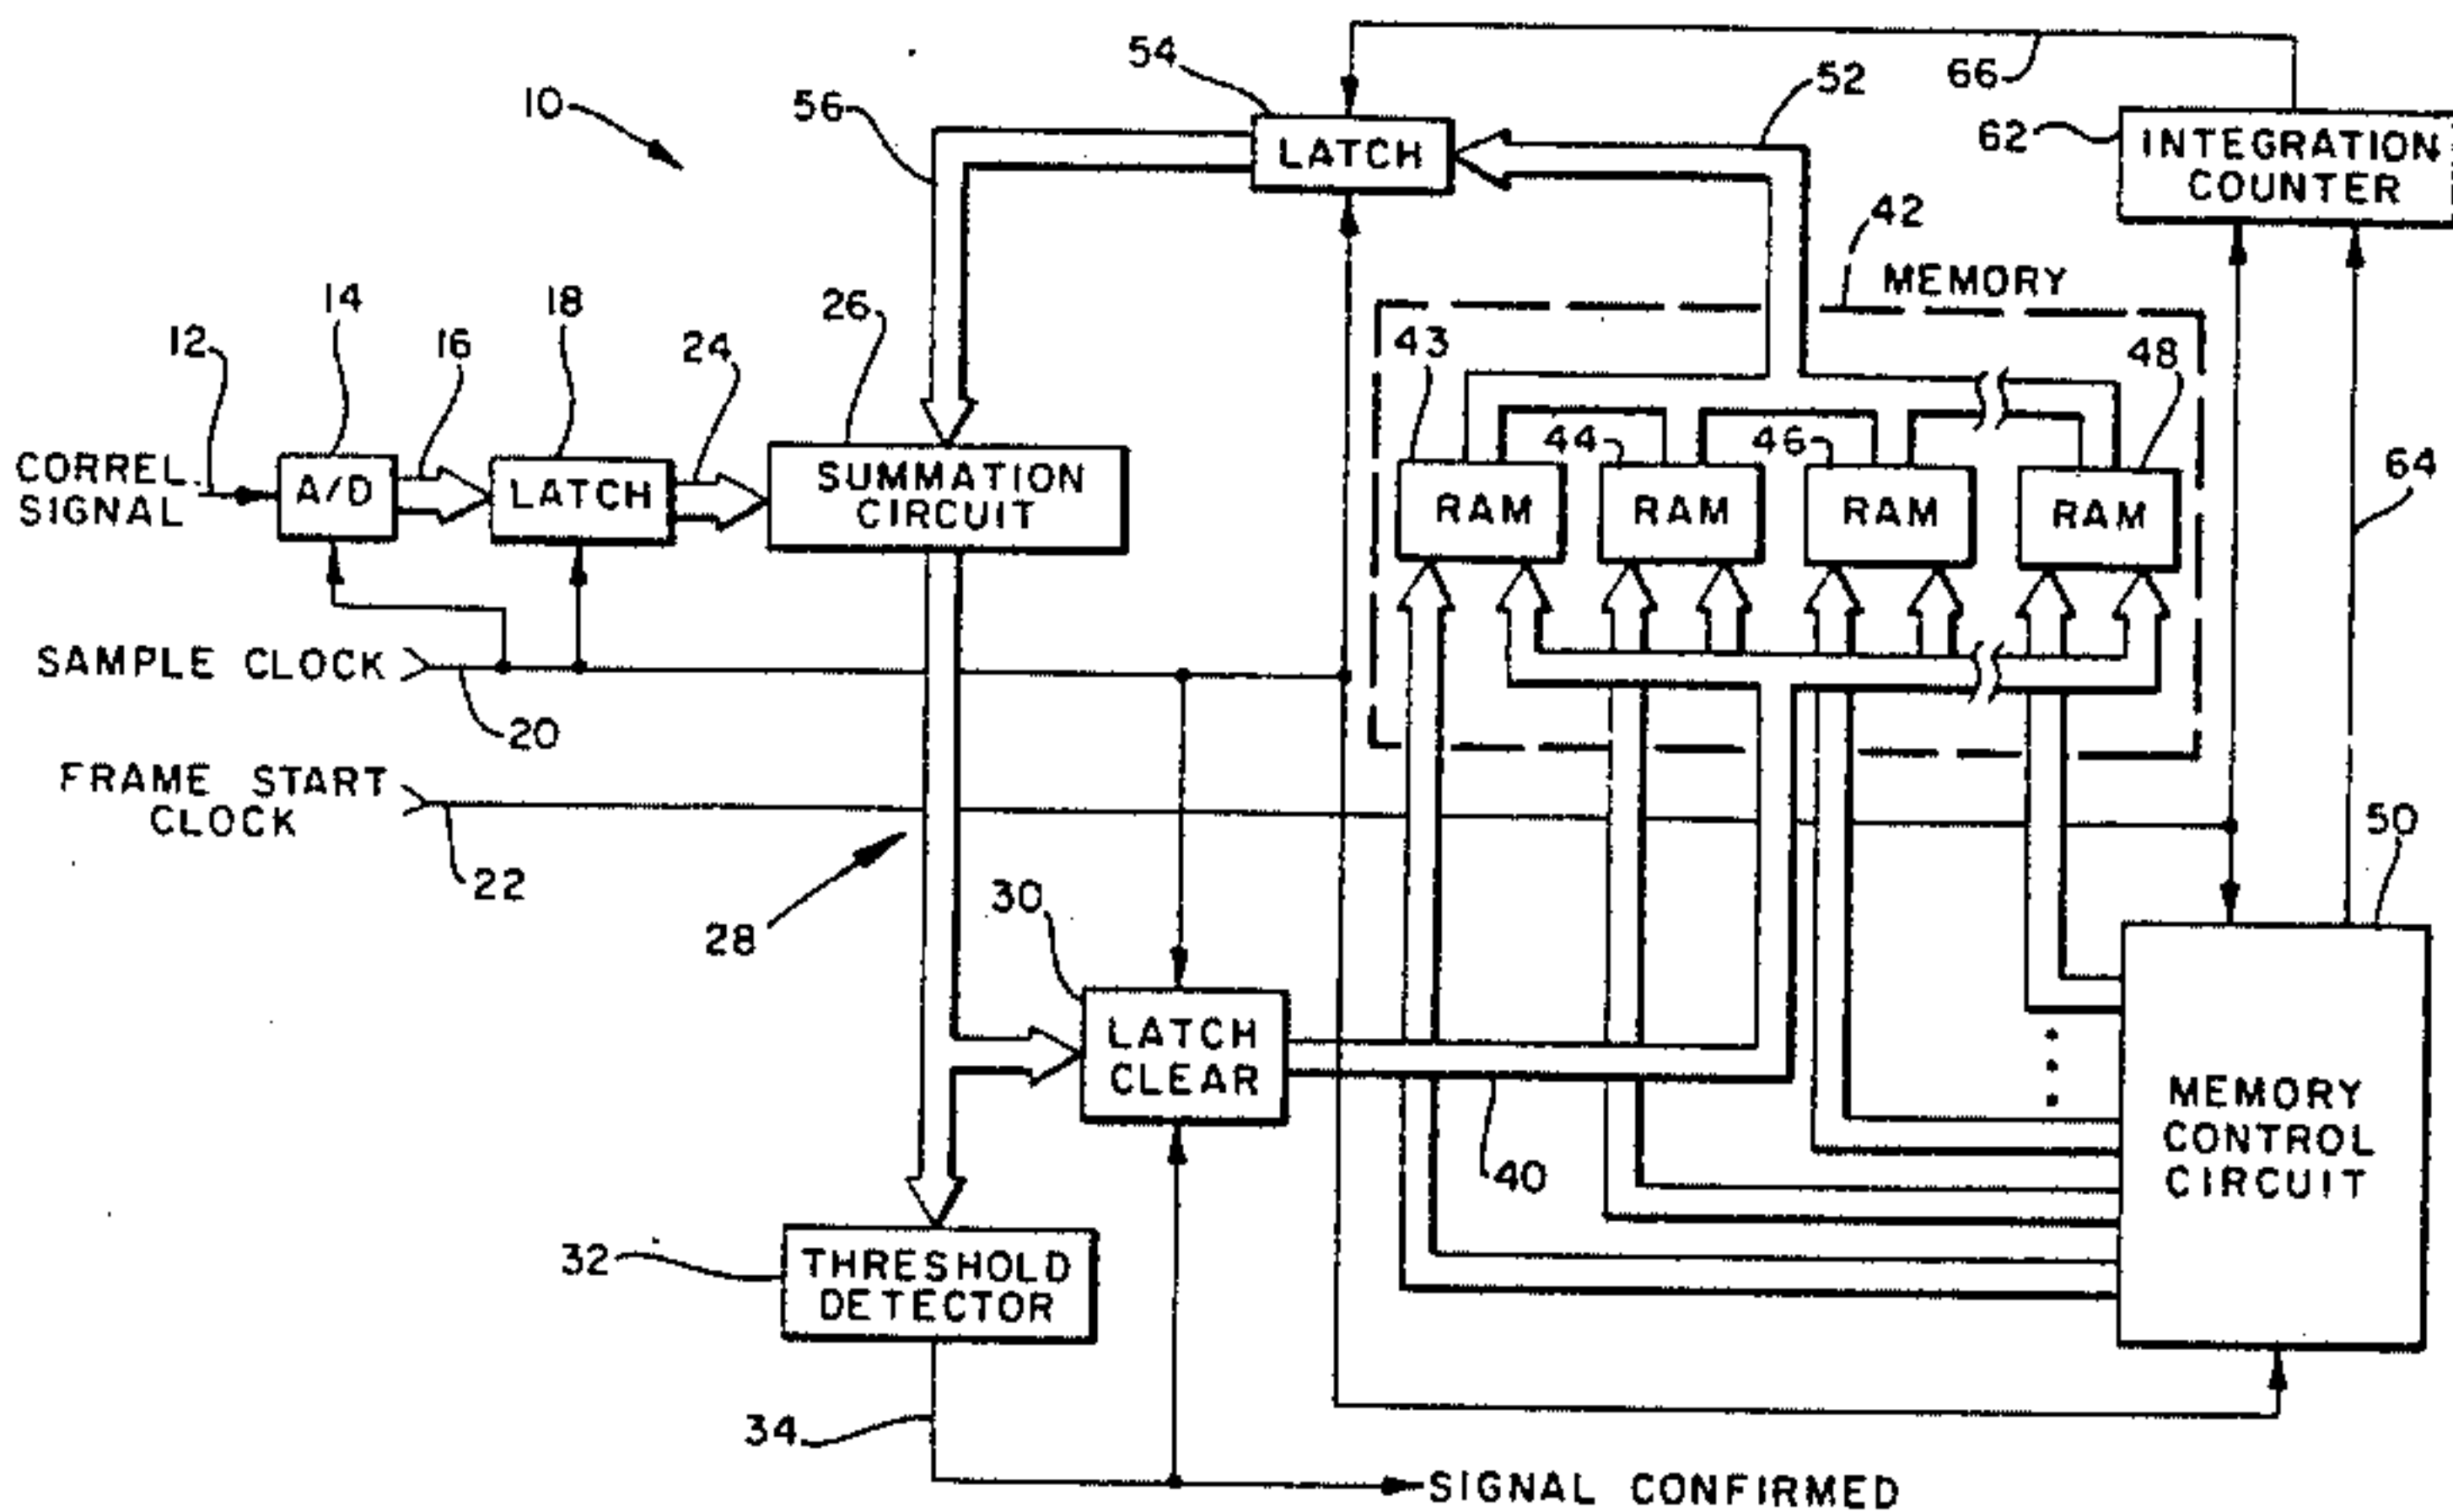 54
66
52
10
56
LATCH
62
INTEGRATION
COUNTER
42
MEMORY
14
18
26
12
16
24
43
48
44
46
64
CORREL.
SIGNAL
A/D
LATCH
SUMMATION
CIRCUIT
RAM
RAM
RAM
RAM
SAMPLE CLOCK
20
FRAME START
CLOCK
22
28
30
50
LATCH
CLEAR
40
MEMORY
CONTROL
CIRCUIT
32
THRESHOLD
DETECTOR
34
SIGNAL CONFIRMED